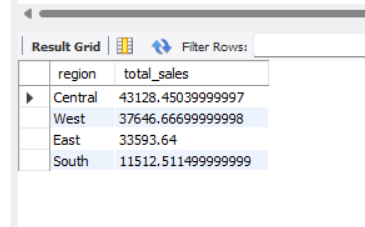 Result Grid Filter Rows:
region total_sales
Central 43128.45039999997
West 37646.66699999998
East 33593.64
South 11512.511499999999